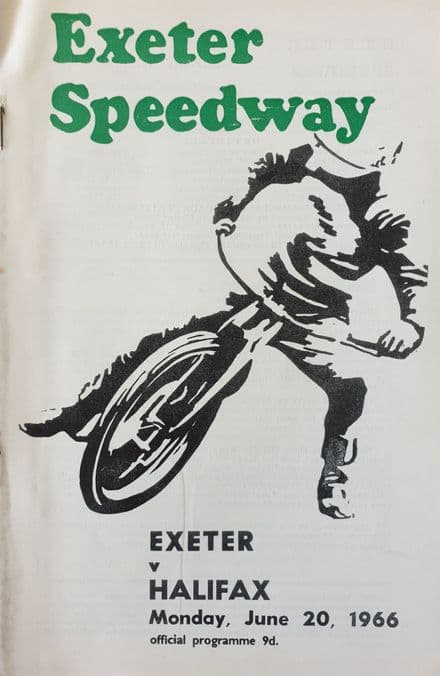 Exeter
Speedway
EXETER
v
HALIFAX
Monday, June 20, 1966
official programme 9d.